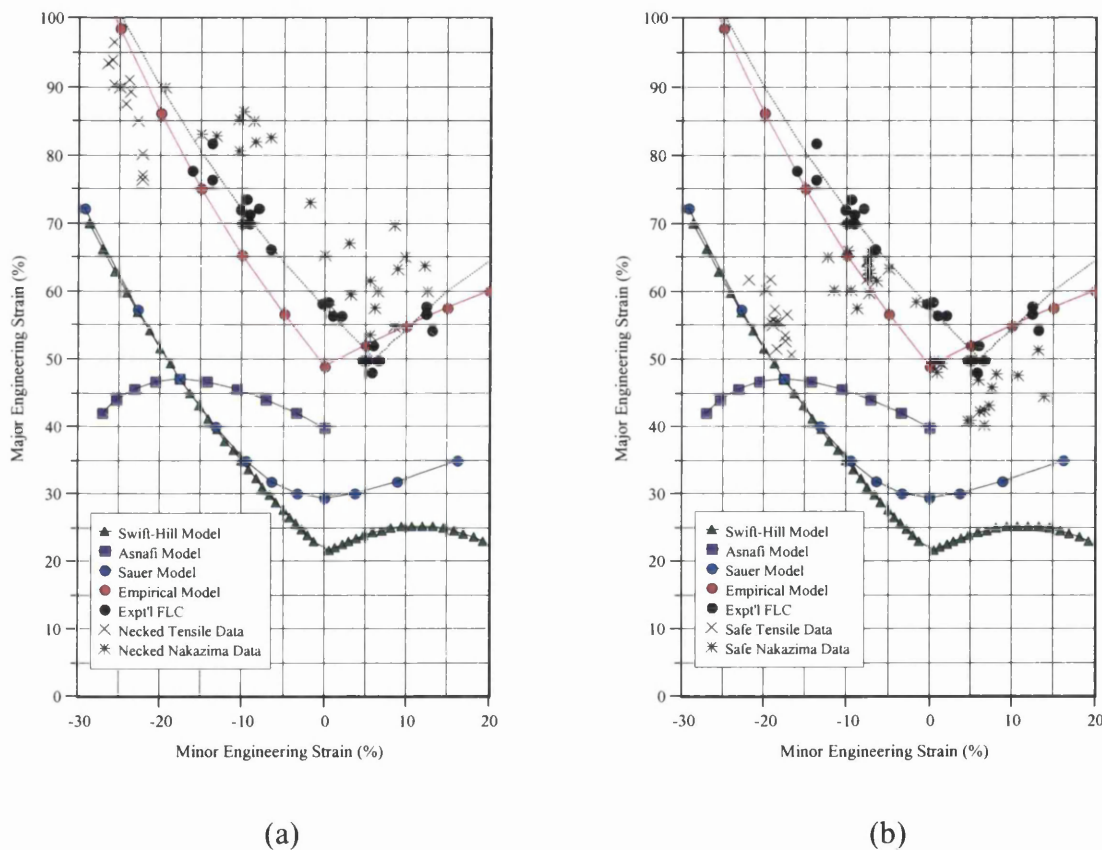 100
90
80
70
60
50
40
30
20
10
0
Major Engineering Strain (%)
Swift-Hill Model
Asnafi Model
Sauer Model
Empirical Model
Expt'l FLC
Necked Tensile Data
Necked Nakazima Data
-30 -20 -10 0 10 20
Minor Engineering Strain (%)
(a)
100
90
80
70
60
50
40
30
20
10
0
Major Engineering Strain (%)
Swift-Hill Model
Asnafi Model
Sauer Model
Empirical Model
Expt'l FLC
Safe Tensile Data
Safe Nakazima Data
-30 -20 -10 0 10 20
Minor Engineering Strain (%)
(b)